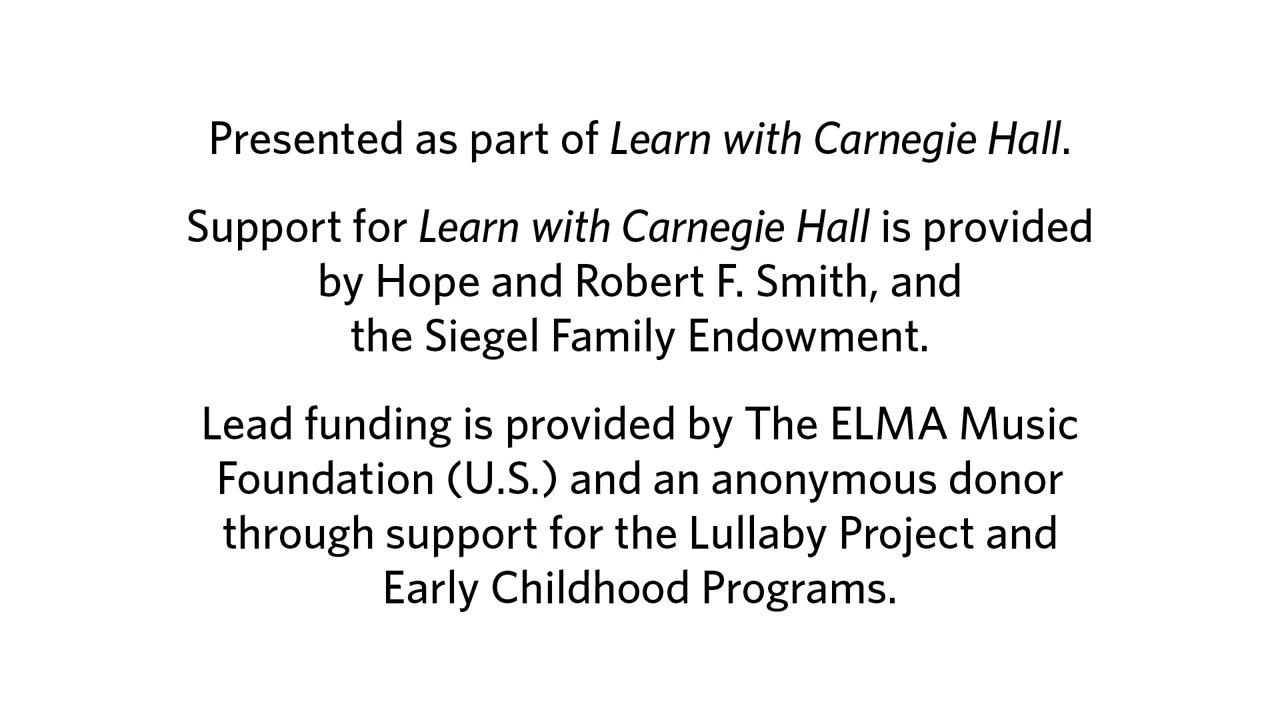 Presented as part of Learn with Carnegie Hall.
Support for Learn with Carnegie Hall is provided
by Hope and Robert F. Smith, and
the Siegel Family Endowment.
Lead funding is provided by The ELMA Music
Foundation (U.S.) and an anonymous donor
through support for the Lullaby Project and
Early Childhood Programs.